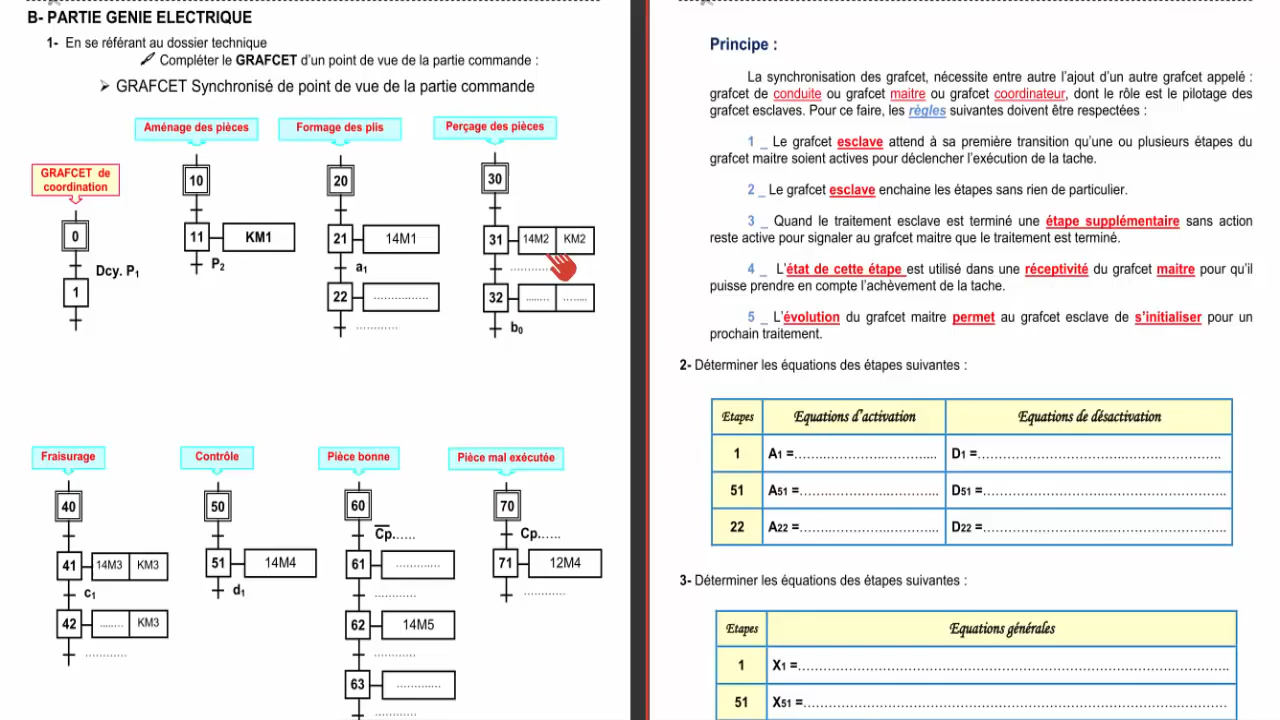 B- PARTIE GENIE ELECTRIQUE
1- En se référant au dossier technique
Compléter le GRAFCET d'un point de vue de la partie commande :
➢ GRAFCET Synchronisé de point de vue de la partie commande
Aménage des pièces
Formage des plis
Perçage des pièces
GRAFCET de
coordination
0
Dcy. P1
1
10
11 KM1
P2
20
21 14M1
a1
22 ..................
............
30
31 14M2 KM2
............
32 ......... .........
b0
Fraisurage
Contrôle
Pièce bonne
Pièce mal exécutée
40
41 14M3 KM3
c1
42 ......... KM3
............
50
51 14M4
d1
60
C̅p̅......
61 ............
............
62 14M5
............
63 ............
............
70
Cp......
71 12M4
............
Principe :
La synchronisation des grafcet, nécessite entre autre l'ajout d'un autre grafcet appelé :
grafcet de conduite ou grafcet maitre ou grafcet coordinateur, dont le rôle est le pilotage des
grafcet esclaves. Pour ce faire, les règles suivantes doivent être respectées :
1 _ Le grafcet esclave attend à sa première transition qu'une ou plusieurs étapes du
grafcet maitre soient actives pour déclencher l'exécution de la tache.
2 _ Le grafcet esclave enchaine les étapes sans rien de particulier.
3 _ Quand le traitement esclave est terminé une étape supplémentaire sans action
reste active pour signaler au grafcet maitre que le traitement est terminé.
4 _ L'état de cette étape est utilisé dans une réceptivité du grafcet maitre pour qu'il
puisse prendre en compte l'achèvement de la tache.
5 _ L'évolution du grafcet maitre permet au grafcet esclave de s'initialiser pour un
prochain traitement.
2- Déterminer les équations des étapes suivantes :
Etapes Equations d'activation Equations de désactivation
1 A1 =.................................. D1 =..................................
51 A51 =.................................. D51 =..................................
22 A22 =.................................. D22 =..................................
3- Déterminer les équations des étapes suivantes :
Etapes Equations générales
1 X1 =..................................
51 X51 =..................................